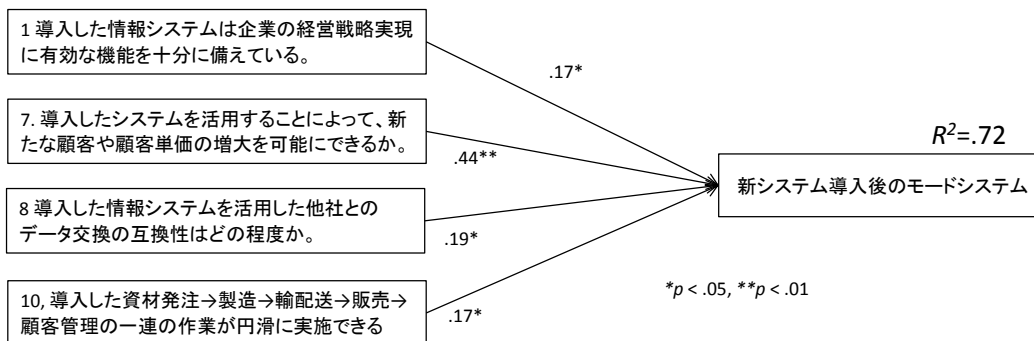 1 導入した情報システムは企業の経営戦略実現
に有効な機能を十分に備えている。
.17*
7. 導入したシステムを活用することによって、新
たな顧客や顧客単価の増大を可能にできるか。
.44**
R²=.72
新システム導入後のモードシステム
8 導入した情報システムを活用した他社との
データ交換の互換性はどの程度か。
.19*
10, 導入した資材発注→製造→輸配送→販売→
顧客管理の一連の作業が円滑に実施できる
.17*
*p < .05, **p < .01